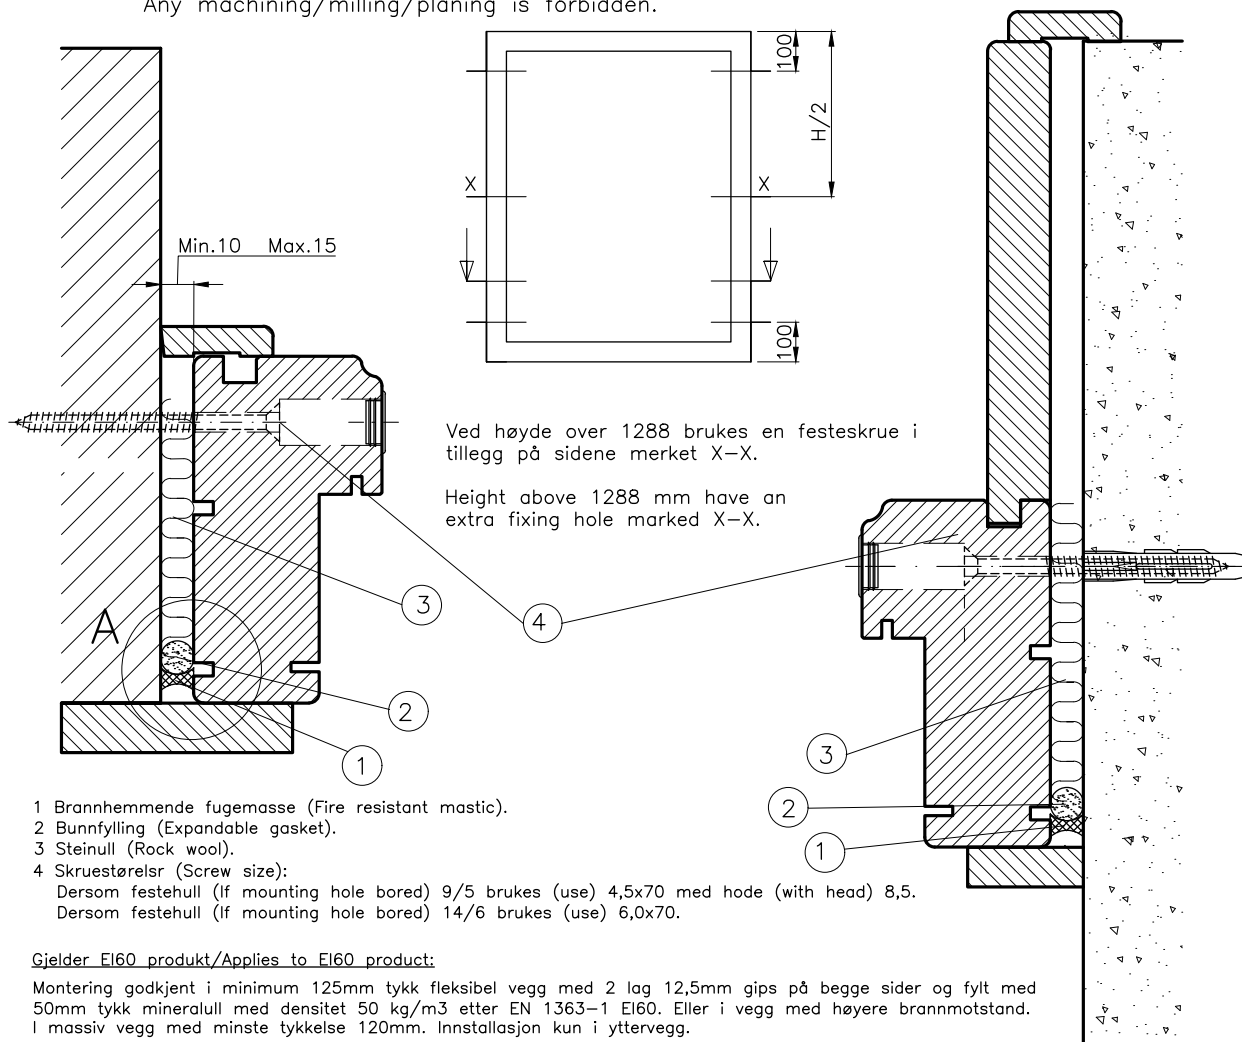 Any machining/milling/planing is forbidden.
100
H/2
X X
Min.10 Max.15
100
Ved høyde over 1288 brukes en festeskrue i
tillegg på sidene merket X-X.
Height above 1288 mm have an
extra fixing hole marked X-X.
A
3
4
2
1
3
2
1
1 Brannhemmende fugemasse (Fire resistant mastic).
2 Bunnfylling (Expandable gasket).
3 Steinull (Rock wool).
4 Skruestørelsr (Screw size):
Dersom festehull (If mounting hole bored) 9/5 brukes (use) 4,5x70 med hode (with head) 8,5.
Dersom festehull (If mounting hole bored) 14/6 brukes (use) 6,0x70.
Gjelder EI60 produkt/Applies to EI60 product:
Montering godkjent i minimum 125mm tykk fleksibel vegg med 2 lag 12,5mm gips på begge sider og fylt med
50mm tykk mineralull med densitet 50 kg/m3 etter EN 1363-1 EI60. Eller i vegg med høyere brannmotstand.
I massiv vegg med minste tykkelse 120mm. Innstallasjon kun i yttervegg.